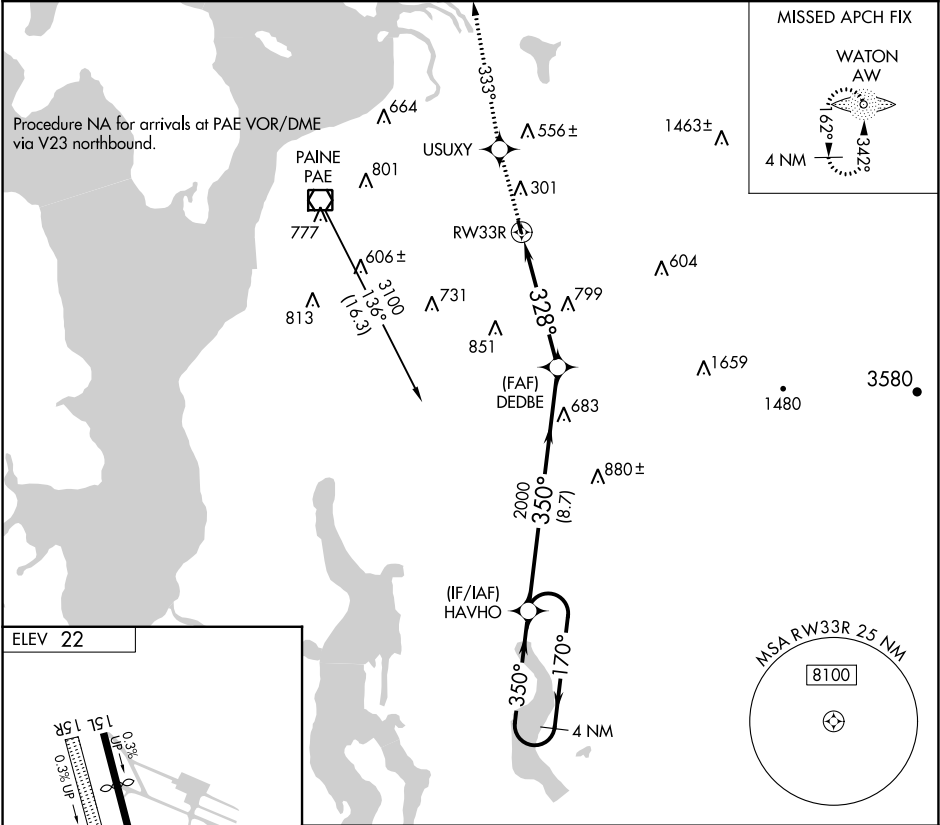 MISSED APCH FIX
WATON
AW
162°
342°
4 NM
Procedure NA for arrivals at PAE VOR/DME
via V23 northbound.
664
333°
556 ±
1463 ±
USUXY
PAINE
PAE
801
301
777
RW33R
606 ±
604
3100
136°
(16.3)
813
731
328°
799
851
(FAF)
DEDBE
1659
1480
3580
683
880 ±
2000
350°
(8.7)
(IF/IAF)
HAVHO
350°
170°
4 NM
MSA RW33R 25 NM
8100
ELEV 22
15R
15L
0.3% UP
0.3%
UP